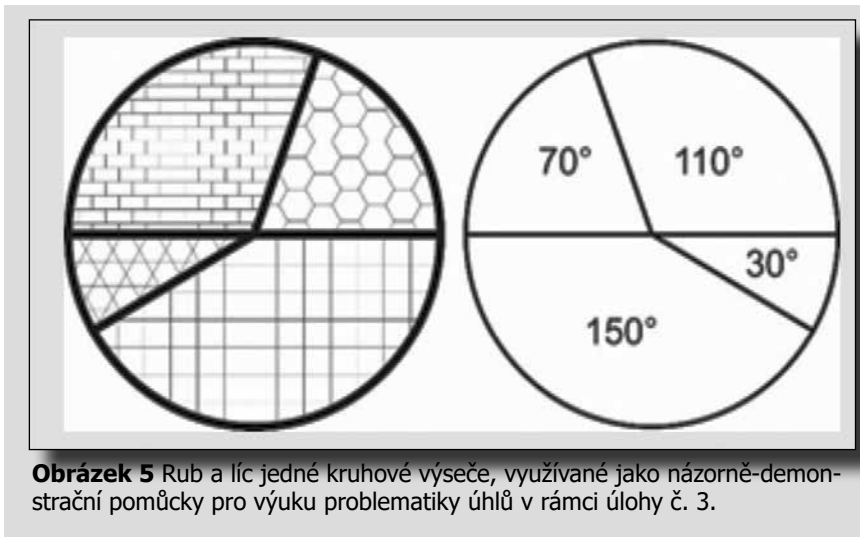 70°
110°
30°
150°
Obrázek 5 Rub a líc jedné kruhové výseče, využívané jako názorně-demon-
strační pomůcky pro výuku problematiky úhlů v rámci úlohy č. 3.